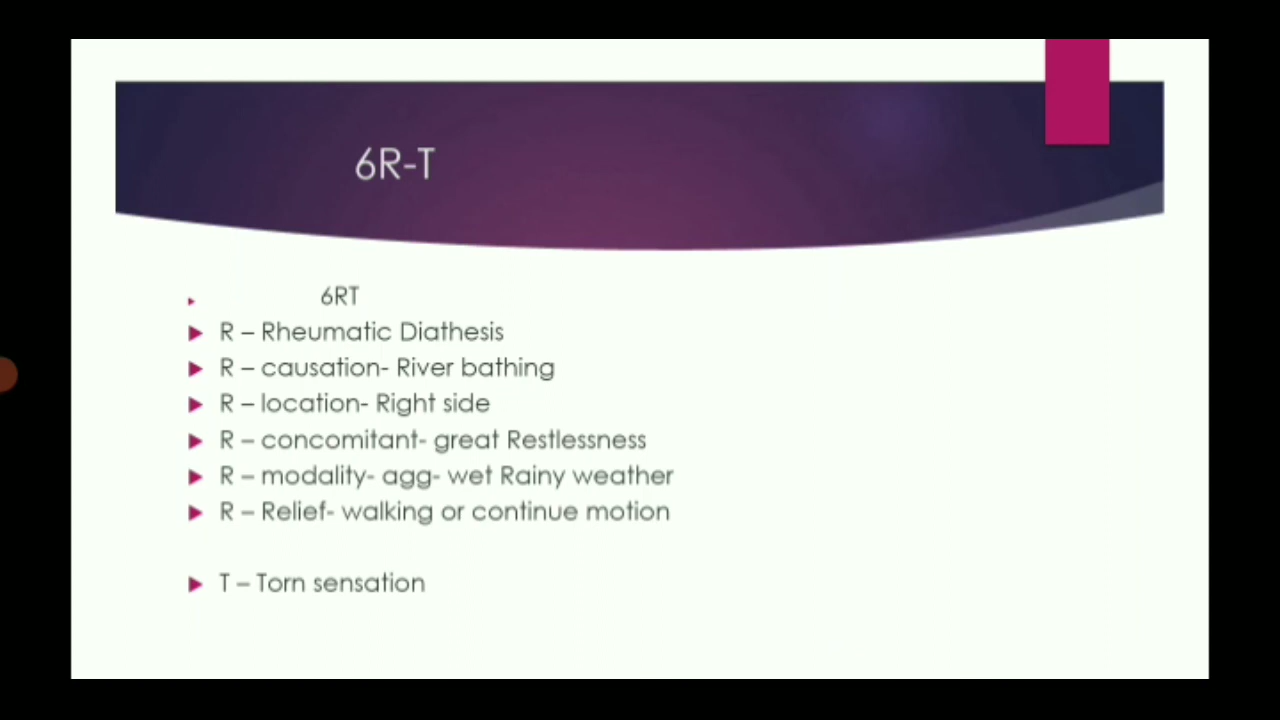 6R-T
6RT
R – Rheumatic Diathesis
R – causation- River bathing
R – location- Right side
R – concomitant- great Restlessness
R – modality- agg- wet Rainy weather
R – Relief- walking or continue motion
T – Torn sensation